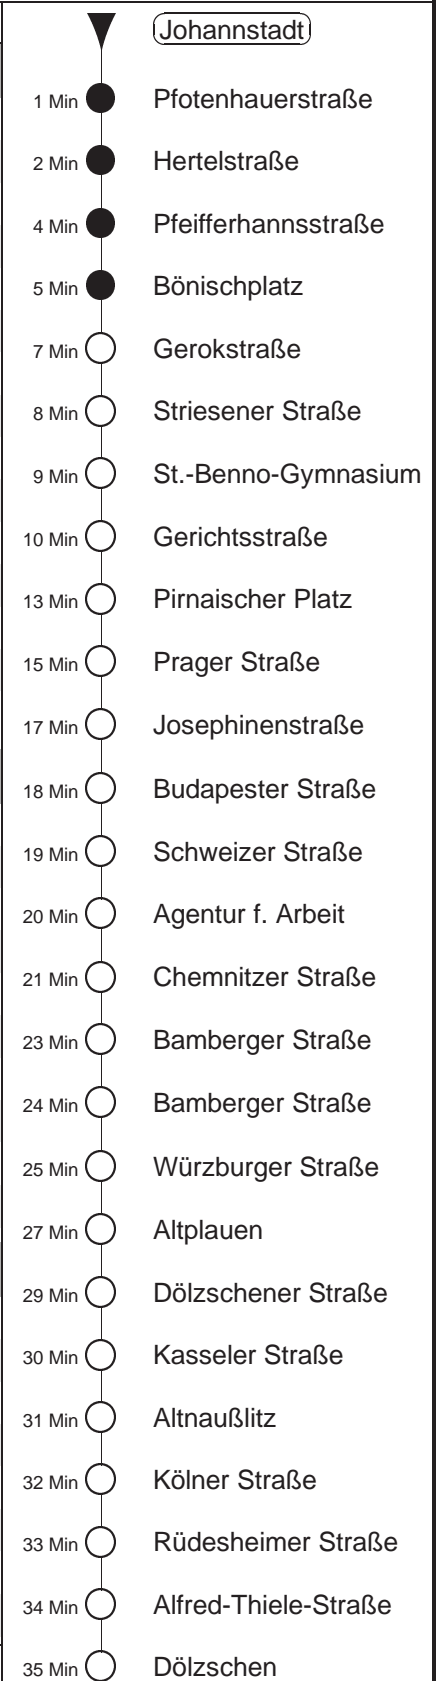 Johannstadt
1 Min Pfotenhauerstraße
2 Min Hertelstraße
4 Min Pfeifferhannsstraße
5 Min Bönischplatz
7 Min Gerokstraße
8 Min Striesener Straße
9 Min St.-Benno-Gymnasium
10 Min Gerichtsstraße
13 Min Pirnaischer Platz
15 Min Prager Straße
17 Min Josephinenstraße
18 Min Budapester Straße
19 Min Schweizer Straße
20 Min Agentur f. Arbeit
21 Min Chemnitzer Straße
23 Min Bamberger Straße
24 Min Bamberger Straße
25 Min Würzburger Straße
27 Min Altplauen
29 Min Dölzschener Straße
30 Min Kasseler Straße
31 Min Altnaußlitz
32 Min Kölner Straße
33 Min Rüdesheimer Straße
34 Min Alfred-Thiele-Straße
35 Min Dölzschen